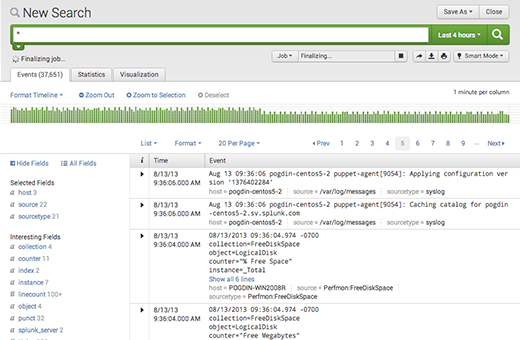 New Search
Save As
Close
*
Last 4 hours
Finalizing job...
Job
Finalizing...
Smart Mode
Events (37,651)
Statistics
Visualization
Format Timeline
Zoom Out
Zoom to Selection
Deselect
1 minute per column
List
Format
20 Per Page
Prev
1
2
3
4
5
6
7
8
9
...
Next
Hide Fields
All Fields
Selected Fields
a host 3
a source 22
a sourcetype 21
Interesting Fields
a collection 4
a counter 11
a index 2
a instance 7
# linecount 100+
a object 4
a punct 32
a splunk_server 2
i
Time
Event
8/13/13
9:36:06.000 AM
Aug 13 09:36:06 pogdin-centos5-2 puppet-agent[9054]: Applying configuration ver
sion '1376402284'
host = pogdin-centos5-2
source = /var/log/messages
sourcetype = syslog
8/13/13
9:36:06.000 AM
Aug 13 09:36:06 pogdin-centos5-2 puppet-agent[9054]: Caching catalog for pogdin
-centos5-2.sv.splunk.com
host = pogdin-centos5-2
source = /var/log/messages
sourcetype = syslog
8/13/13
9:36:04.000 AM
08/13/2013 09:36:04.974 -0700
collection=FreeDiskSpace
object=LogicalDisk
counter="% Free Space"
instance=_Total
Show all 6 lines
host = POGDIN-WIN2008R
source = Perfmon:FreeDiskSpace
sourcetype = Perfmon:FreeDiskSpace
8/13/13
9:36:04.000 AM
08/13/2013 09:36:04.974 -0700
collection=FreeDiskSpace
object=LogicalDisk
counter="Free Megabytes"